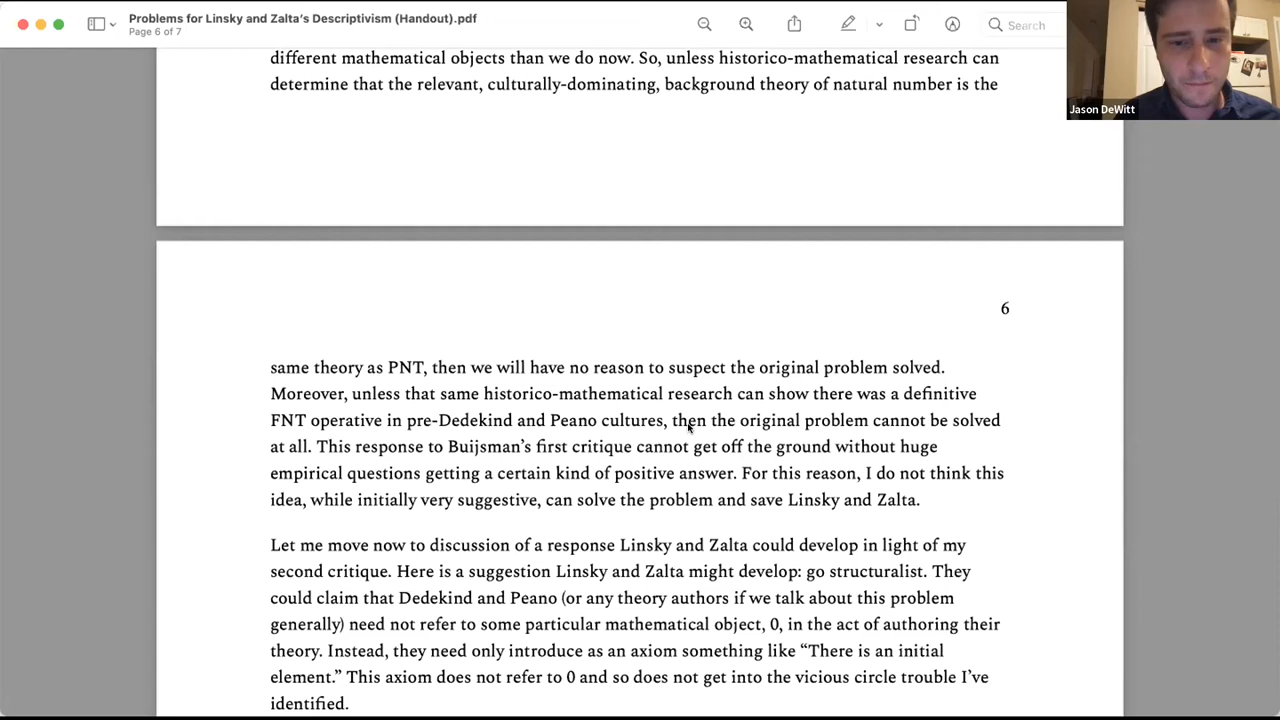 Problems for Linsky and Zalta's Descriptivism (Handout).pdf
Page 6 of 7
Search
Jason DeWitt
different mathematical objects than we do now. So, unless historico-mathematical research can
determine that the relevant, culturally-dominating, background theory of natural number is the
6
same theory as PNT, then we will have no reason to suspect the original problem solved.
Moreover, unless that same historico-mathematical research can show there was a definitive
FNT operative in pre-Dedekind and Peano cultures, then the original problem cannot be solved
at all. This response to Buijsman's first critique cannot get off the ground without huge
empirical questions getting a certain kind of positive answer. For this reason, I do not think this
idea, while initially very suggestive, can solve the problem and save Linsky and Zalta.
Let me move now to discussion of a response Linsky and Zalta could develop in light of my
second critique. Here is a suggestion Linsky and Zalta might develop: go structuralist. They
could claim that Dedekind and Peano (or any theory authors if we talk about this problem
generally) need not refer to some particular mathematical object, 0, in the act of authoring their
theory. Instead, they need only introduce as an axiom something like “There is an initial
element.” This axiom does not refer to 0 and so does not get into the vicious circle trouble I've
identified.